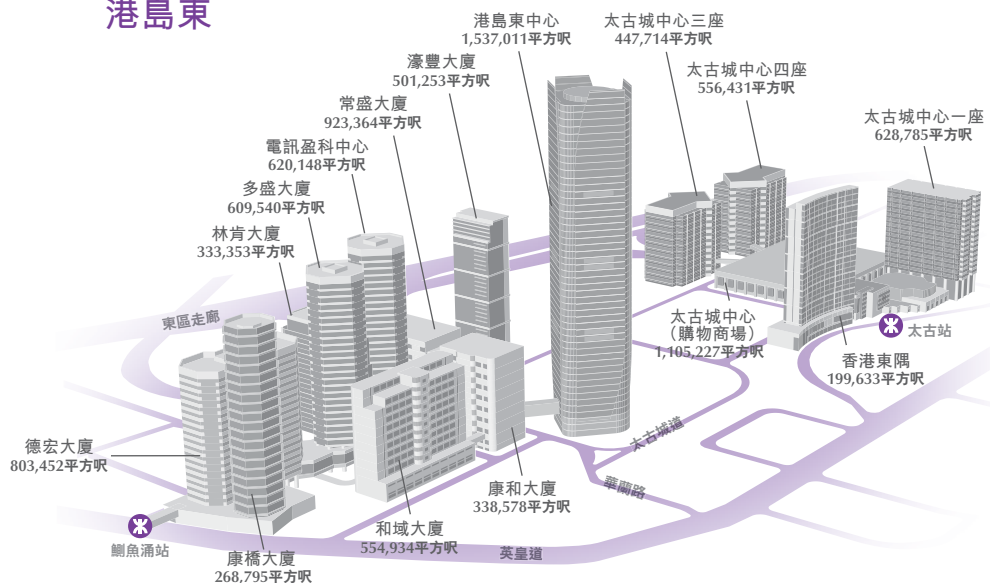 港島東
港島東中心
1,537,011平方呎
太古城中心三座
447,714平方呎
濠豐大廈
501,253平方呎
太古城中心四座
556,431平方呎
常盛大廈
923,364平方呎
太古城中心一座
628,785平方呎
電訊盈科中心
620,148平方呎
多盛大廈
609,540平方呎
林肯大廈
333,353平方呎
東區走廊
太古城中心
（購物商場）
1,105,227平方呎
太古站
香港東隅
199,633平方呎
德宏大廈
803,452平方呎
太古城道
華蘭路
康和大廈
338,578平方呎
和域大廈
554,934平方呎
英皇道
鰂魚涌站
康橋大廈
268,795平方呎